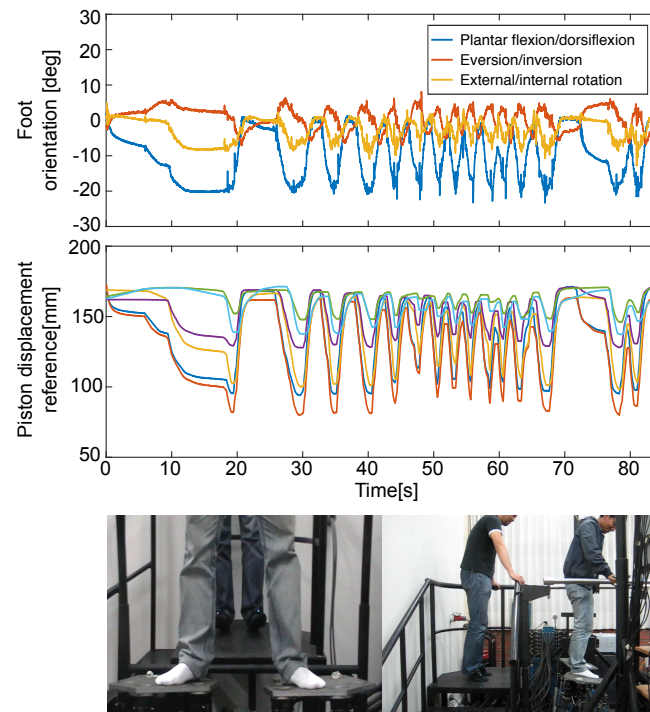 30
20
10
0
-10
-20
30
Foot
orientation [deg]
Plantar flexion/dorsiflexion
Eversion/inversion
External/internal rotation
200
150
100
50
Piston displacement
reference[mm]
0 10 20 30 40 50 60 70 80
Time[s]